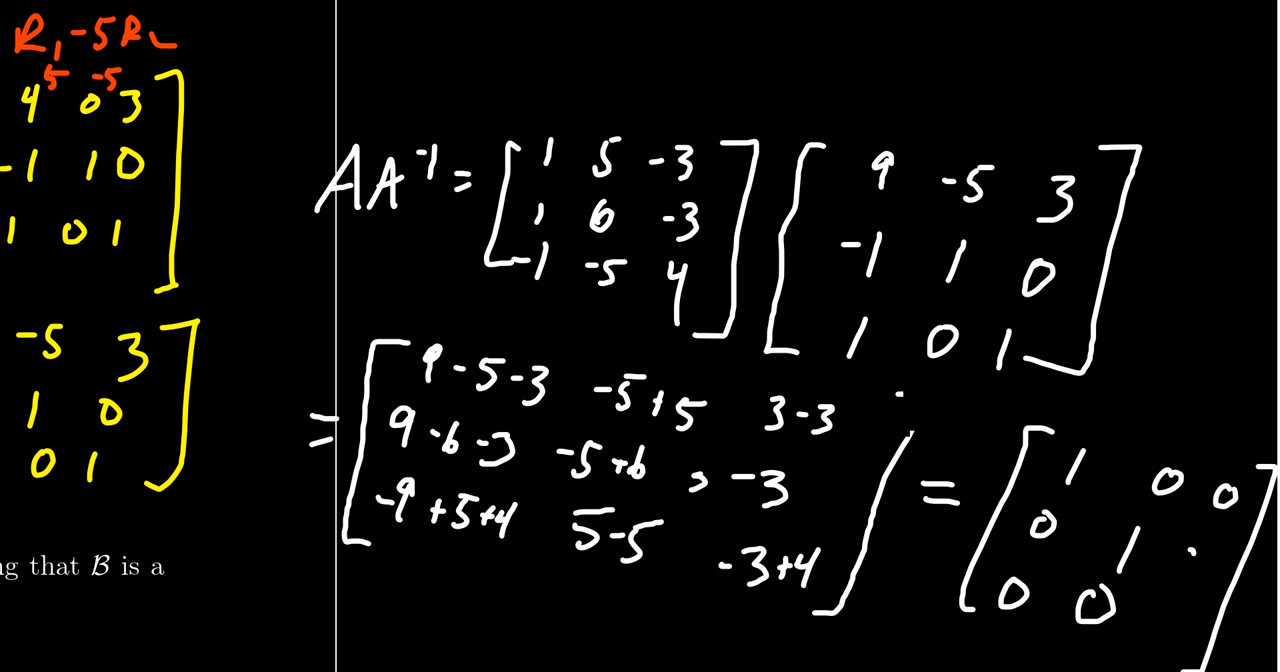 R₁ -5R₂
5 -5
4 0 3
-1 1 0
1 0 1
-5 3
1 0
0 1
ng that B is a
AA⁻¹ = [ 1 5 -3
1 6 -3
-1 -5 4 ] [ 9 -5 3
-1 1 0
1 0 1 ]
= [ 9-5-3 -5+5 3-3
9-6-3 -5+6 3-3
-9+5+4 5-5 -3+4 ] = [ 1 0 0
0 1 .
0 0 ]